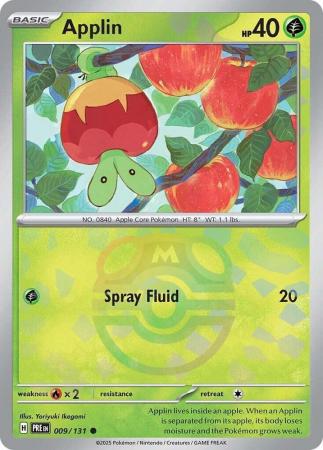 BASIC
Applin
HP 40
NO. 0840 Apple Core Pokémon HT: 8" WT: 1.1 lbs
M
Spray Fluid 20
weakness × 2 resistance retreat
Illus. Yoriyuki Ikegami
H PRE EN 009/131
Applin lives inside an apple. When an Applin
is separated from its apple, its body loses
moisture and the Pokémon grows weak.
©2025 Pokémon / Nintendo / Creatures / GAME FREAK